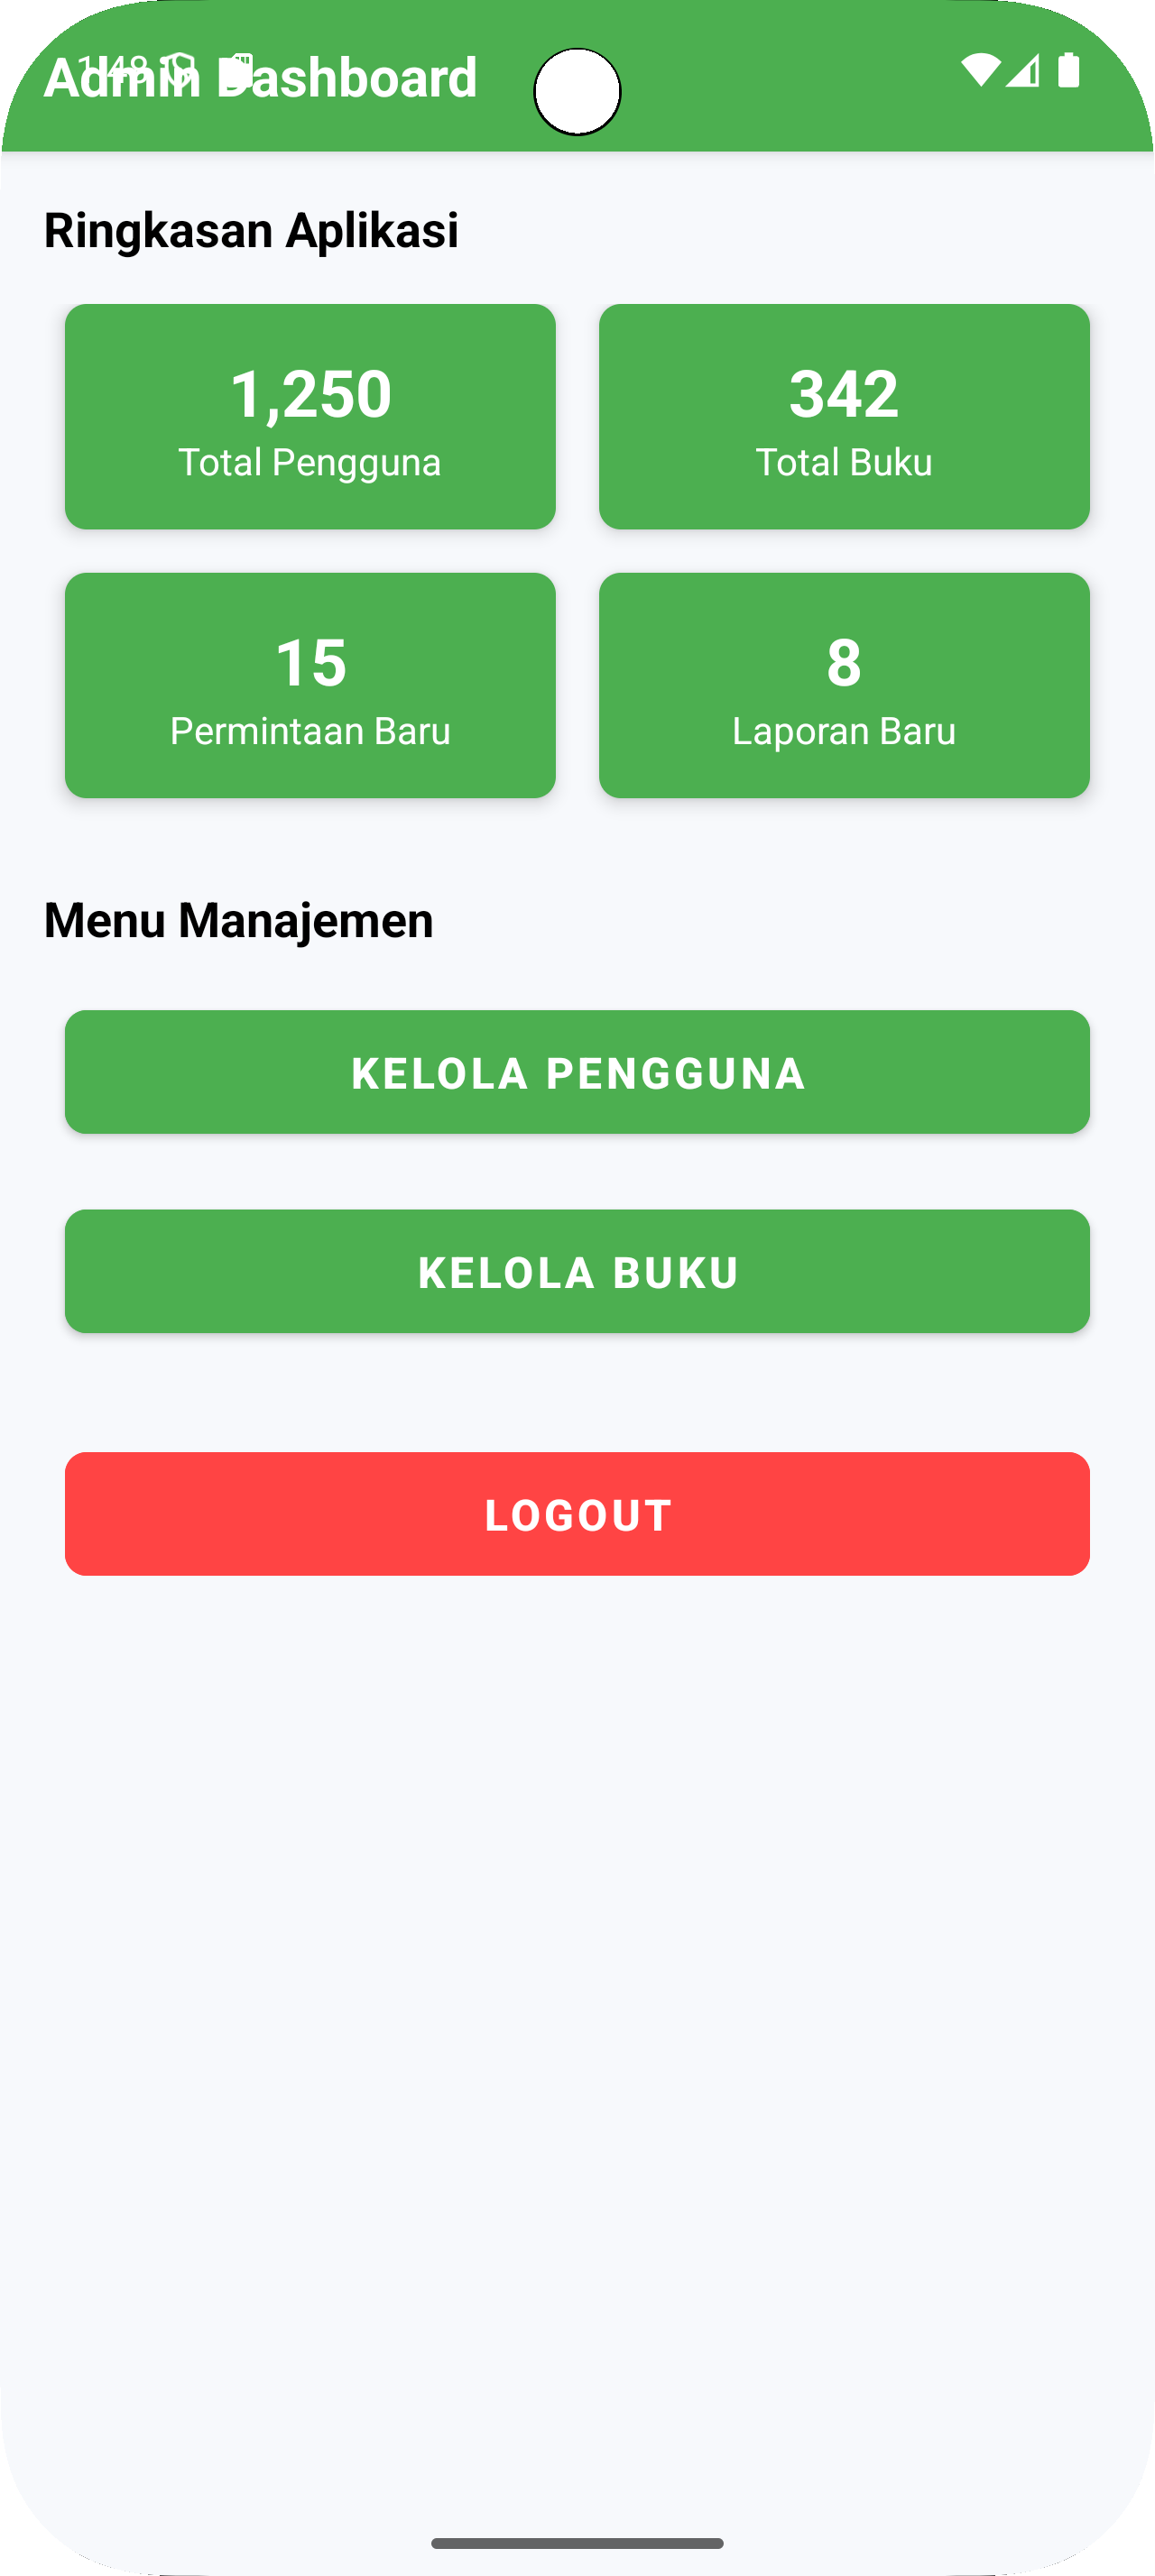 Admin Dashboard
Ringkasan Aplikasi
1,250
Total Pengguna
342
Total Buku
15
Permintaan Baru
8
Laporan Baru
Menu Manajemen
KELOLA PENGGUNA
KELOLA BUKU
LOGOUT